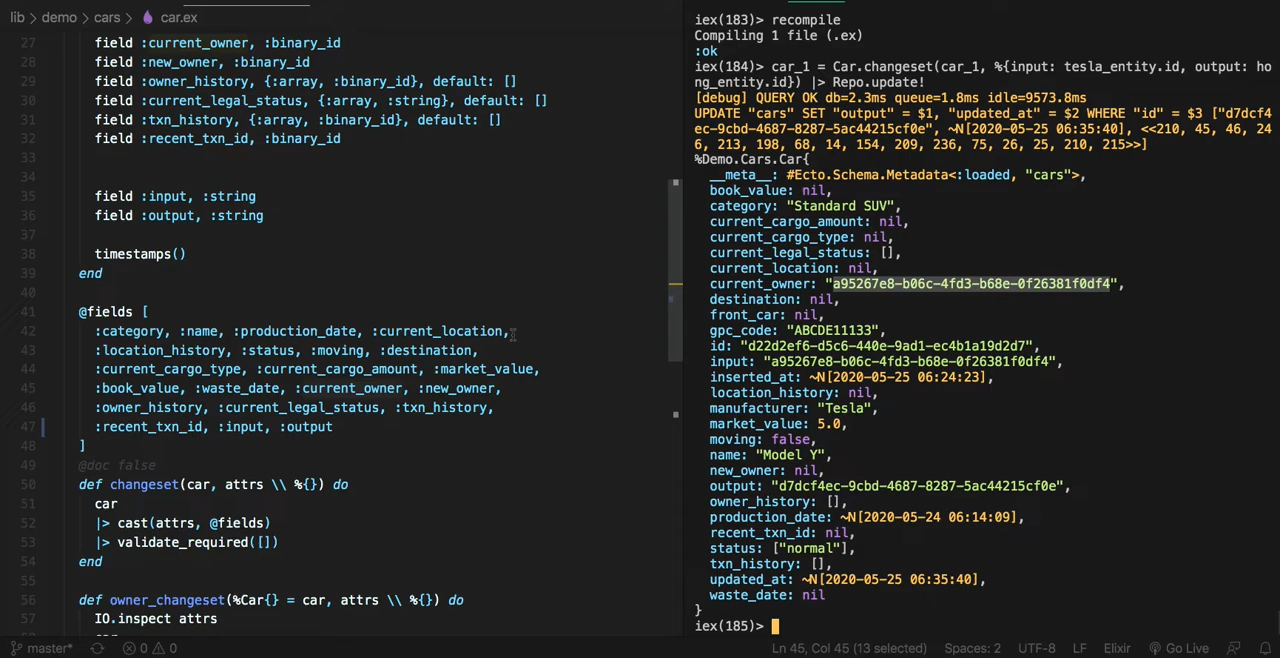 lib > demo > cars > car.ex
27 field :current_owner, :binary_id
28 field :new_owner, :binary_id
29 field :owner_history, {:array, :binary_id}, default: []
30 field :current_legal_status, {:array, :string}, default: []
31 field :txn_history, {:array, :binary_id}, default: []
32 field :recent_txn_id, :binary_id
33
34
35 field :input, :string
36 field :output, :string
37
38 timestamps()
39 end
40
41 @fields [
42 :category, :name, :production_date, :current_location,
43 :location_history, :status, :moving, :destination,
44 :current_cargo_type, :current_cargo_amount, :market_value,
45 :book_value, :waste_date, :current_owner, :new_owner,
46 :owner_history, :current_legal_status, :txn_history,
47 :recent_txn_id, :input, :output
48 ]
49 @doc false
50 def changeset(car, attrs \\ %{}) do
51 car
52 |> cast(attrs, @fields)
53 |> validate_required([])
54 end
55
56 def owner_changeset(%Car{} = car, attrs \\ %{}) do
57 IO.inspect attrs
iex(183)> recompile
Compiling 1 file (.ex)
:ok
iex(184)> car_1 = Car.changeset(car_1, %{input: tesla_entity.id, output: ho
ng_entity.id}) |> Repo.update!
[debug] QUERY OK db=2.3ms queue=1.8ms idle=9573.8ms
UPDATE "cars" SET "output" = $1, "updated_at" = $2 WHERE "id" = $3 ["d7dcf4
ec-9cbd-4687-8287-5ac44215cf0e", ~N[2020-05-25 06:35:40], <<210, 45, 46, 24
6, 213, 198, 68, 14, 154, 209, 236, 75, 26, 25, 210, 215>>]
%Demo.Cars.Car{
__meta__: #Ecto.Schema.Metadata<:loaded, "cars">,
book_value: nil,
category: "Standard SUV",
current_cargo_amount: nil,
current_cargo_type: nil,
current_legal_status: [],
current_location: nil,
current_owner: "a95267e8-b06c-4fd3-b68e-0f26381f0df4",
destination: nil,
front_car: nil,
gpc_code: "ABCDE11133",
id: "d22d2ef6-d5c6-440e-9ad1-ec4b1a19d2d7",
input: "a95267e8-b06c-4fd3-b68e-0f26381f0df4",
inserted_at: ~N[2020-05-25 06:24:23],
location_history: nil,
manufacturer: "Tesla",
market_value: 5.0,
moving: false,
name: "Model Y",
new_owner: nil,
output: "d7dcf4ec-9cbd-4687-8287-5ac44215cf0e",
owner_history: [],
production_date: ~N[2020-05-24 06:14:09],
recent_txn_id: nil,
status: ["normal"],
txn_history: [],
updated_at: ~N[2020-05-25 06:35:40],
waste_date: nil
}
iex(185)>
master* 0 0 Ln 45, Col 45 (13 selected) Spaces: 2 UTF-8 LF Elixir Go Live